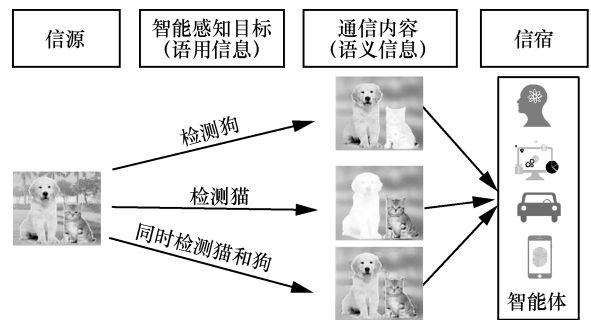 信源
智能感知目标
（语用信息）
通信内容
（语义信息）
信宿
检测狗
检测猫
同时检测猫和狗
智能体